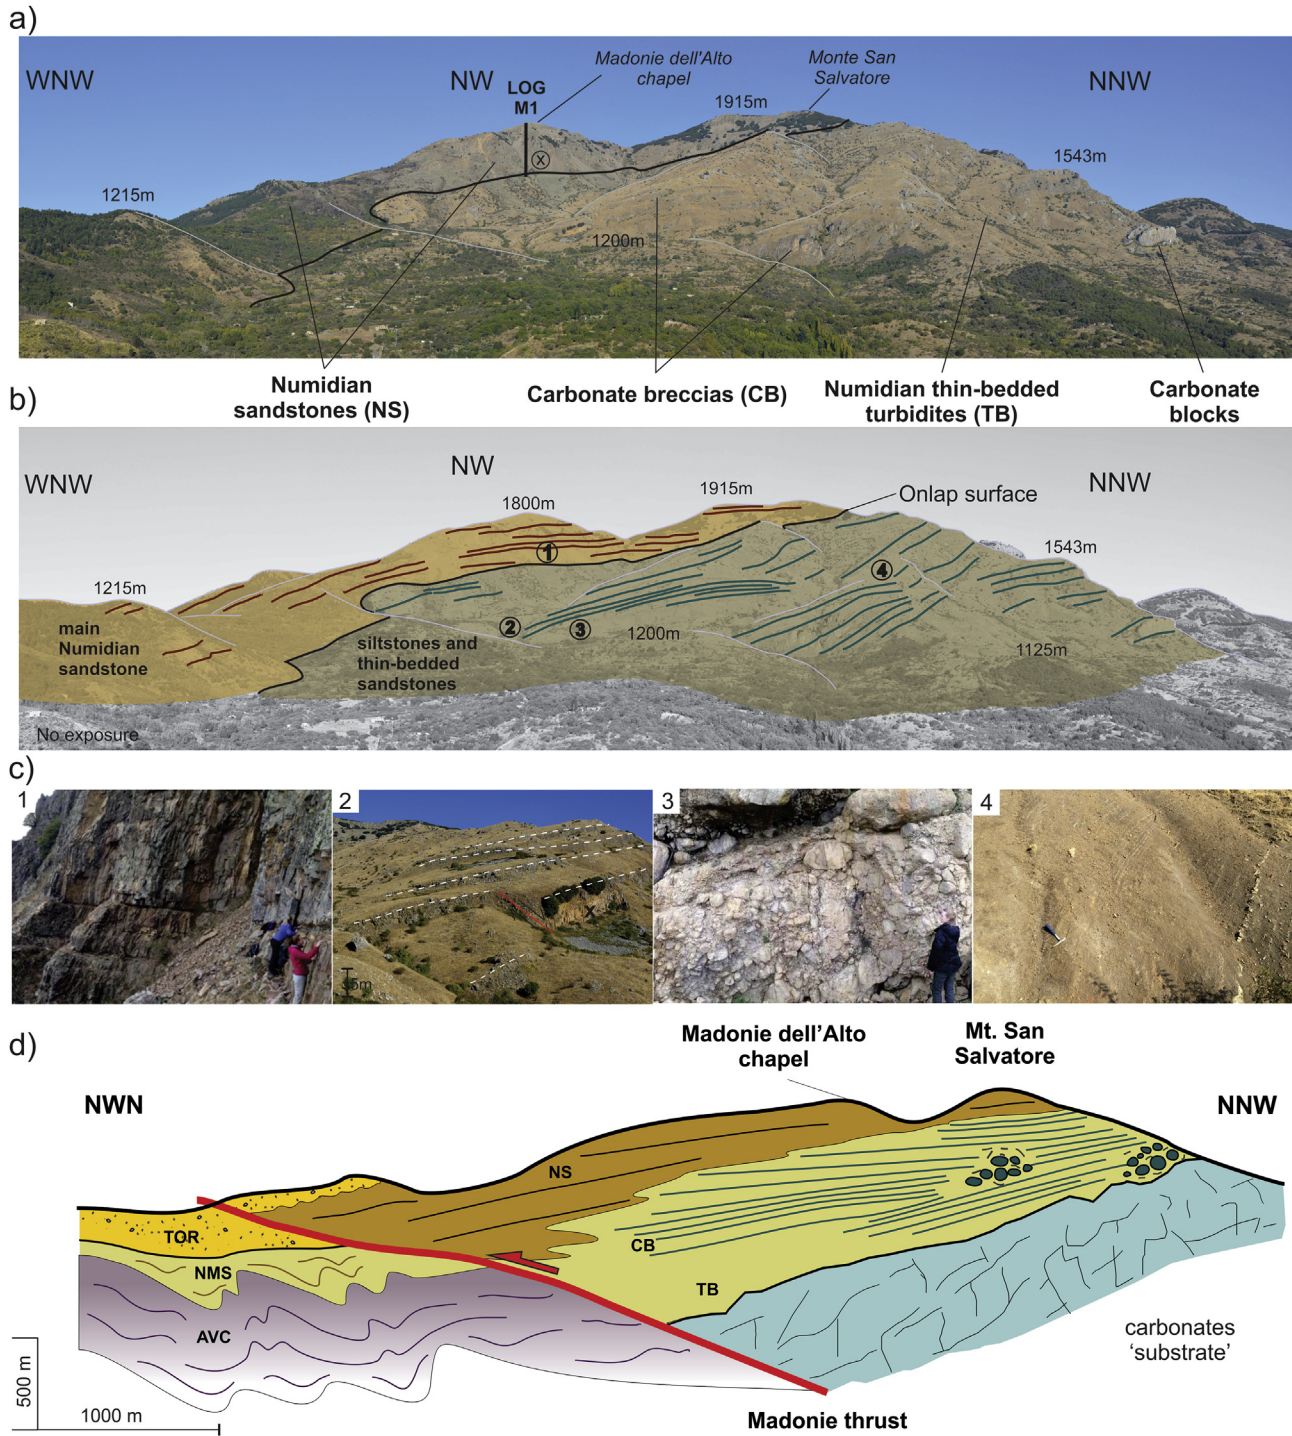 a)
WNW
NW
LOG
M1
Madonie dell'Alto
chapel
Monte San
Salvatore
NNW
1915m
1543m
1215m
X
1200m
Numidian
sandstones (NS)
Carbonate breccias (CB)
Numidian thin-bedded
turbidites (TB)
Carbonate
blocks
b)
WNW
NW
NNW
1800m
1915m
Onlap surface
1543m
1215m
1
4
main
Numidian
sandstone
2
3
1200m
siltstones and
thin-bedded
sandstones
1125m
No exposure
c)
1
2
3
4
X
d)
Madonie dell'Alto
chapel
Mt. San
Salvatore
NWN
NNW
NS
TOR
CB
NMS
TB
AVC
carbonates
'substrate'
500 m
1000 m
Madonie thrust